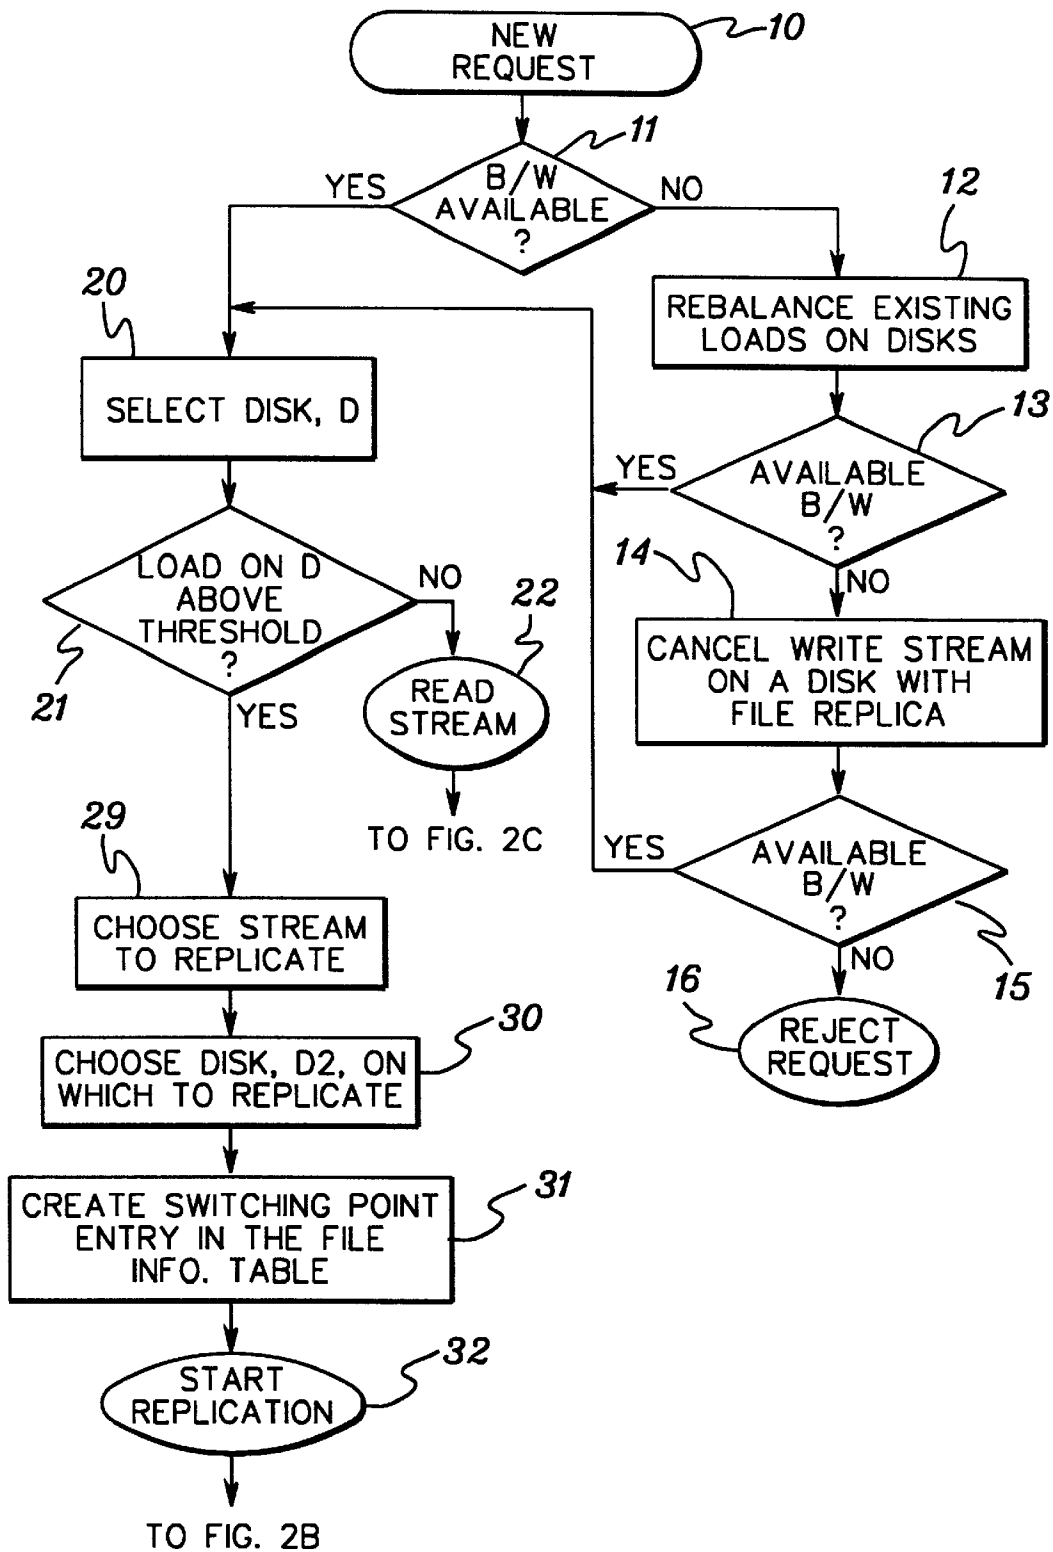 NEW
REQUEST
10
B/W
AVAILABLE
?
11
YES
NO
12
REBALANCE EXISTING
LOADS ON DISKS
20
SELECT DISK, D
13
AVAILABLE
B/W
?
YES
NO
LOAD ON D
ABOVE
THRESHOLD
?
21
NO
YES
22
READ
STREAM
TO FIG. 2C
14
CANCEL WRITE STREAM
ON A DISK WITH
FILE REPLICA
AVAILABLE
B/W
?
YES
15
NO
16
REJECT
REQUEST
29
CHOOSE STREAM
TO REPLICATE
30
CHOOSE DISK, D2, ON
WHICH TO REPLICATE
31
CREATE SWITCHING POINT
ENTRY IN THE FILE
INFO. TABLE
32
START
REPLICATION
TO FIG. 2B